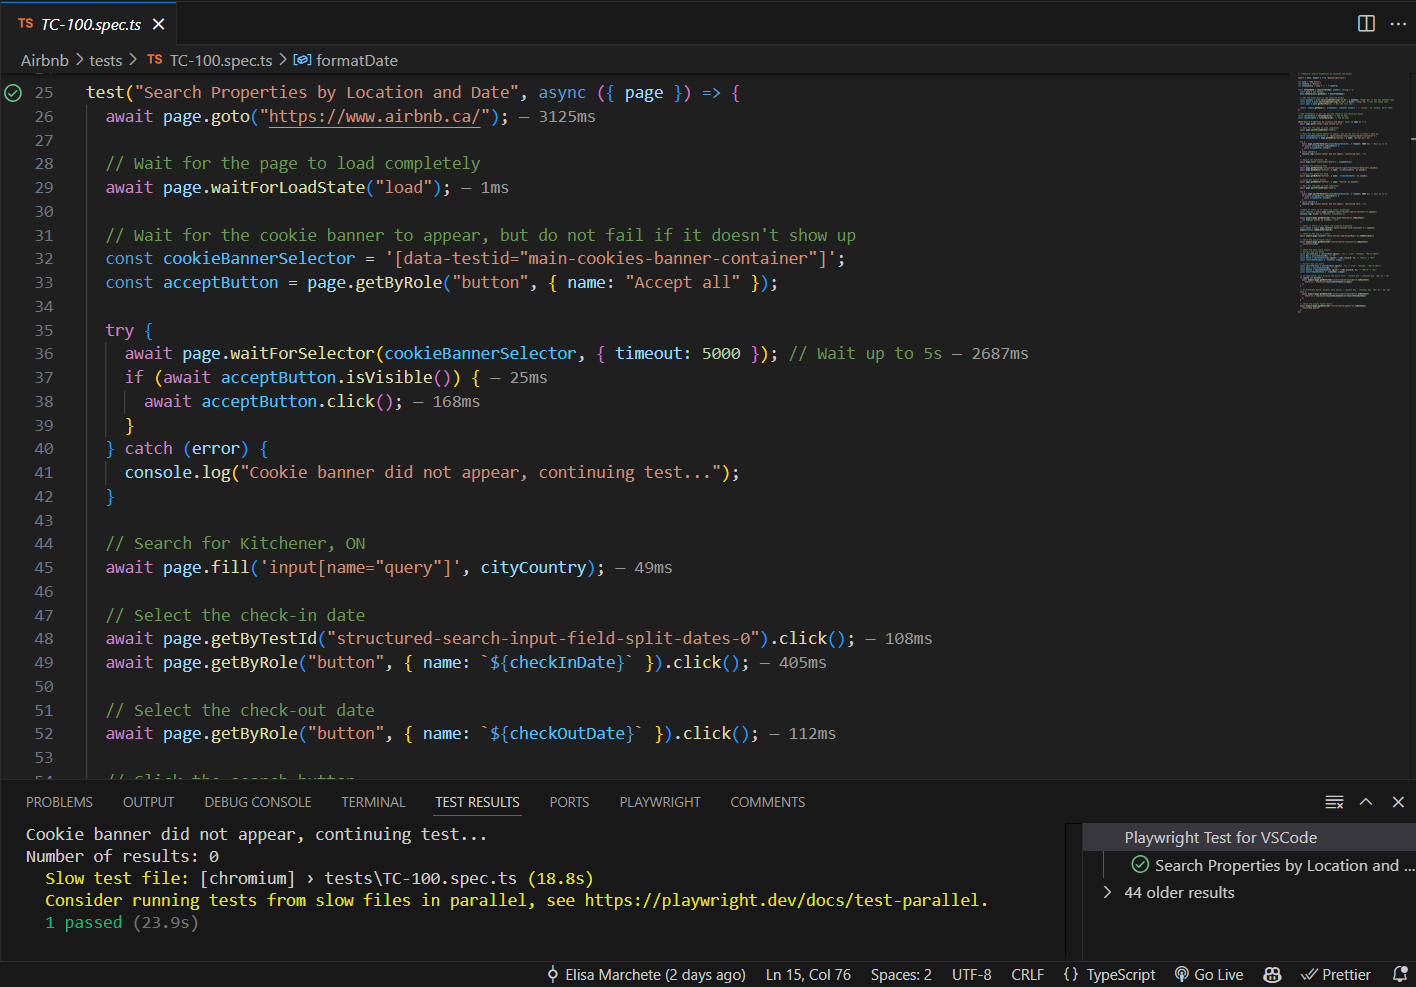 TS TC-100.spec.ts
Airbnb > tests > TS TC-100.spec.ts > formatDate
25 test("Search Properties by Location and Date", async ({ page }) => {
26 await page.goto("https://www.airbnb.ca/"); — 3125ms
27
28 // Wait for the page to load completely
29 await page.waitForLoadState("load"); — 1ms
30
31 // Wait for the cookie banner to appear, but do not fail if it doesn't show up
32 const cookieBannerSelector = '[data-testid="main-cookies-banner-container"]';
33 const acceptButton = page.getByRole("button", { name: "Accept all" });
34
35 try {
36 await page.waitForSelector(cookieBannerSelector, { timeout: 5000 }); // Wait up to 5s — 2687ms
37 if (await acceptButton.isVisible()) { — 25ms
38 await acceptButton.click(); — 168ms
39 }
40 } catch (error) {
41 console.log("Cookie banner did not appear, continuing test...");
42 }
43
44 // Search for Kitchener, ON
45 await page.fill('input[name="query"]', cityCountry); — 49ms
46
47 // Select the check-in date
48 await page.getByTestId("structured-search-input-field-split-dates-0").click(); — 108ms
49 await page.getByRole("button", { name: `${checkInDate}` }).click(); — 405ms
50
51 // Select the check-out date
52 await page.getByRole("button", { name: `${checkOutDate}` }).click(); — 112ms
53
54 // Click the search button
PROBLEMS OUTPUT DEBUG CONSOLE TERMINAL TEST RESULTS PORTS PLAYWRIGHT COMMENTS
Cookie banner did not appear, continuing test...
Number of results: 0
Slow test file: [chromium] › tests\TC-100.spec.ts (18.8s)
Consider running tests from slow files in parallel, see https://playwright.dev/docs/test-parallel.
1 passed (23.9s)
Playwright Test for VSCode
Search Properties by Location and ...
44 older results
Elisa Marchete (2 days ago) Ln 15, Col 76 Spaces: 2 UTF-8 CRLF {} TypeScript Go Live Prettier